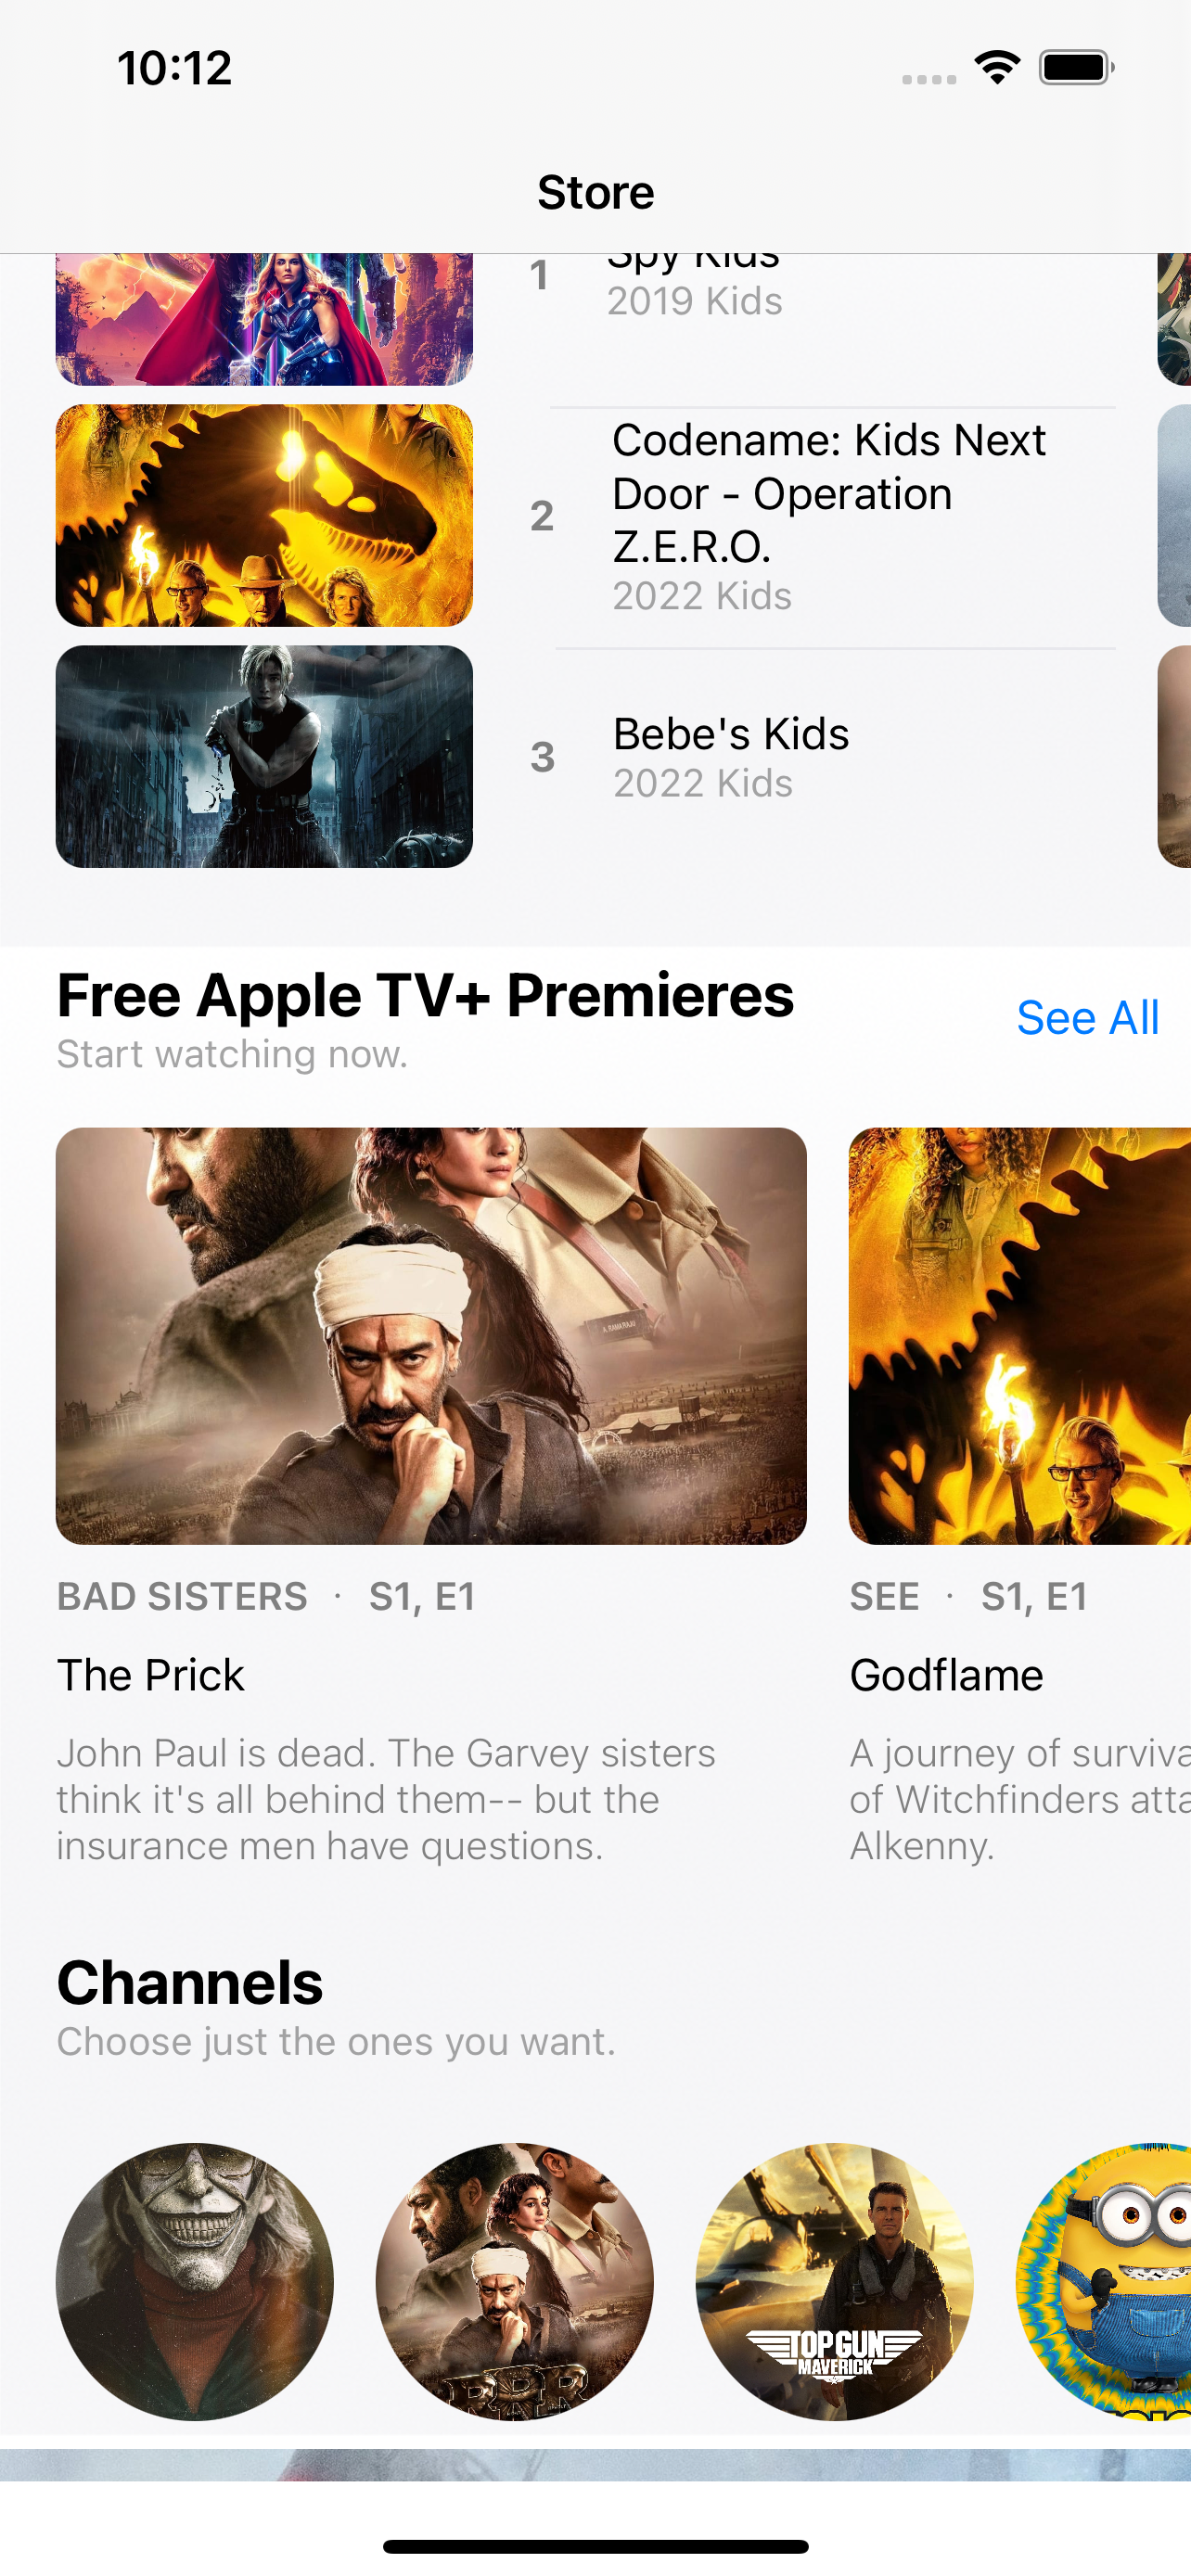 10:12
Store
1
Spy Kids
2019 Kids
2
Codename: Kids Next
Door - Operation
Z.E.R.O.
2022 Kids
3
Bebe's Kids
2022 Kids
Free Apple TV+ Premieres
See All
Start watching now.
A. RAMA RAJU
BAD SISTERS · S1, E1
The Prick
John Paul is dead. The Garvey sisters
think it's all behind them-- but the
insurance men have questions.
SEE · S1, E1
Godflame
A journey of surviva
of Witchfinders atta
Alkenny.
Channels
Choose just the ones you want.
RRR
TOP GUN
MAVERICK